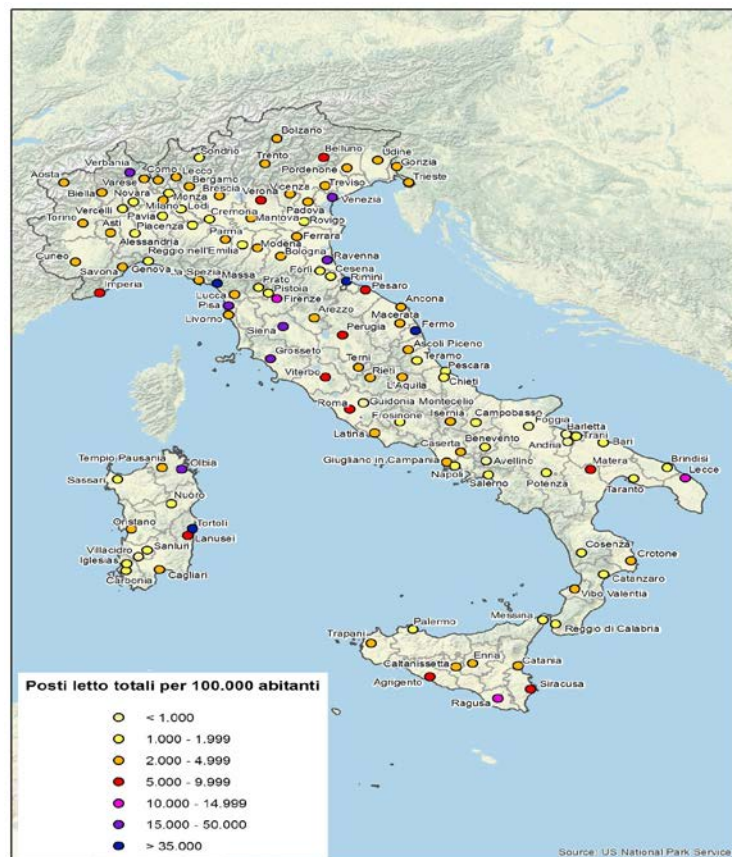 Bolzano
Sondrio
Belluno
Udine
Verbania
Trento
Pordenone
Gorizia
Aosta
Varese
Como
Lecco
Bergamo
Treviso
Trieste
Biella
Novara
Monza
Brescia
Verona
Vicenza
Venezia
Vercelli
Milano
Lodi
Padova
Torino
Pavia
Cremona
Mantova
Rovigo
Asti
Piacenza
Parma
Ferrara
Alessandria
Modena
Reggio nell'Emilia
Bologna
Ravenna
Cuneo
Savona
Genova
La Spezia
Massa
Forlì
Cesena
Rimini
Imperia
Prato
Pistoia
Pesaro
Lucca
Firenze
Pisa
Ancona
Livorno
Arezzo
Macerata
Siena
Perugia
Fermo
Ascoli Piceno
Grosseto
Terni
Teramo
Viterbo
Rieti
Pescara
L'Aquila
Chieti
Roma
Guidonia Montecelio
Frosinone
Isernia
Campobasso
Foggia
Latina
Barletta
Trani
Caserta
Benevento
Andria
Bari
Tempio Pausania
Giugliano in Campania
Olbia
Avellino
Matera
Brindisi
Lecce
Napoli
Sassari
Salerno
Potenza
Taranto
Nuoro
Oristano
Tortolì
Lanusei
Villacidro
Sanluri
Cosenza
Iglesias
Crotone
Carbonia
Cagliari
Catanzaro
Vibo Valentia
Messina
Palermo
Reggio di Calabria
Trapani
Enna
Caltanissetta
Catania
Agrigento
Siracusa
Ragusa
Posti letto totali per 100.000 abitanti
< 1.000
1.000 - 1.999
2.000 - 4.999
5.000 - 9.999
10.000 - 14.999
15.000 - 50.000
> 35.000
Source: US National Park Service